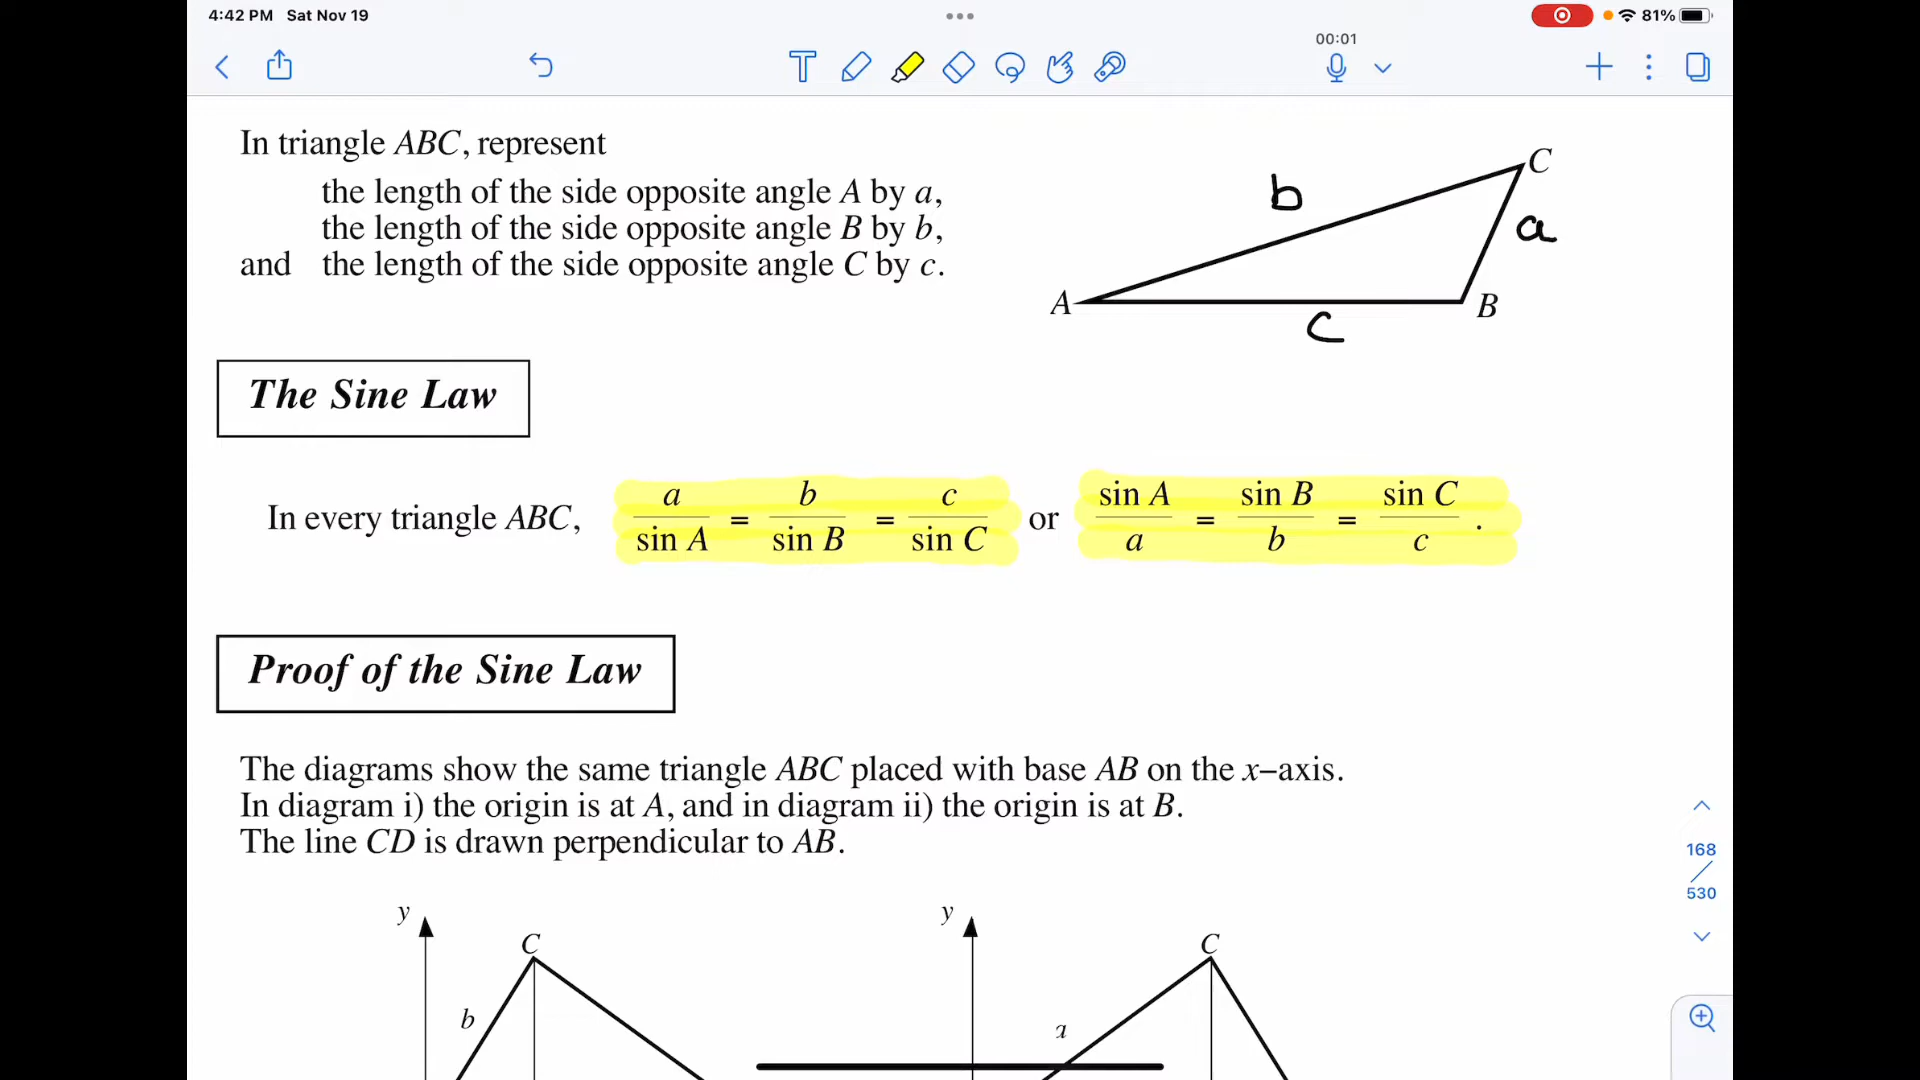 4:42 PM Sat Nov 19
81%
00:01
In triangle ABC, represent
the length of the side opposite angle A by a,
the length of the side opposite angle B by b,
and the length of the side opposite angle C by c.
C
b
a
A
B
c
The Sine Law
In every triangle ABC, a/sin A = b/sin B = c/sin C or sin A/a = sin B/b = sin C/c.
Proof of the Sine Law
The diagrams show the same triangle ABC placed with base AB on the x–axis.
In diagram i) the origin is at A, and in diagram ii) the origin is at B.
The line CD is drawn perpendicular to AB.
168/530
y
C
b
y
C
a